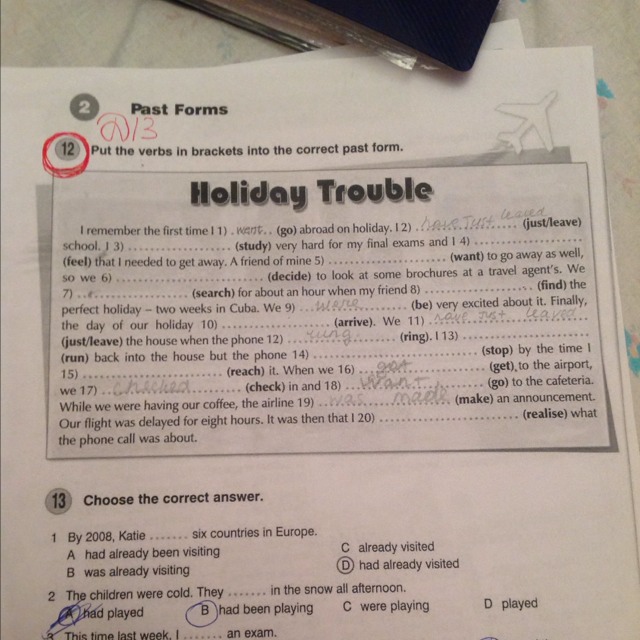 2 Past Forms
D/13
12 Put the verbs in brackets into the correct past form.
Holiday Trouble
I remember the first time I 1) .went.. (go) abroad on holiday. I 2) .have Just leaved.... (just/leave)
school. I 3) .................... (study) very hard for my final exams and I 4) ....................
(feel) that I needed to get away. A friend of mine 5) .................... (want) to go away as well,
so we 6) .................... (decide) to look at some brochures at a travel agent's. We
7) .................... (search) for about an hour when my friend 8) .................... (find) the
perfect holiday – two weeks in Cuba. We 9) ....were.... (be) very excited about it. Finally,
the day of our holiday 10) .................... (arrive). We 11) .have Just leaved...
(just/leave) the house when the phone 12) ....rung.... (ring). I 13) ....................
(run) back into the house but the phone 14) .................... (stop) by the time I
15) .................... (reach) it. When we 16) ....got.... (get) to the airport,
we 17) ..checked.... (check) in and 18) .... .... (go) to the cafeteria.
While we were having our coffee, the airline 19) ..was made.. (make) an announcement.
Our flight was delayed for eight hours. It was then that I 20) .................... (realise) what
the phone call was about.
13 Choose the correct answer.
1 By 2008, Katie ....... six countries in Europe.
A had already been visiting C already visited
B was already visiting D had already visited
2 The children were cold. They ....... in the snow all afternoon.
A had played B had been playing C were playing D played
3 This time last week, I ....... an exam.